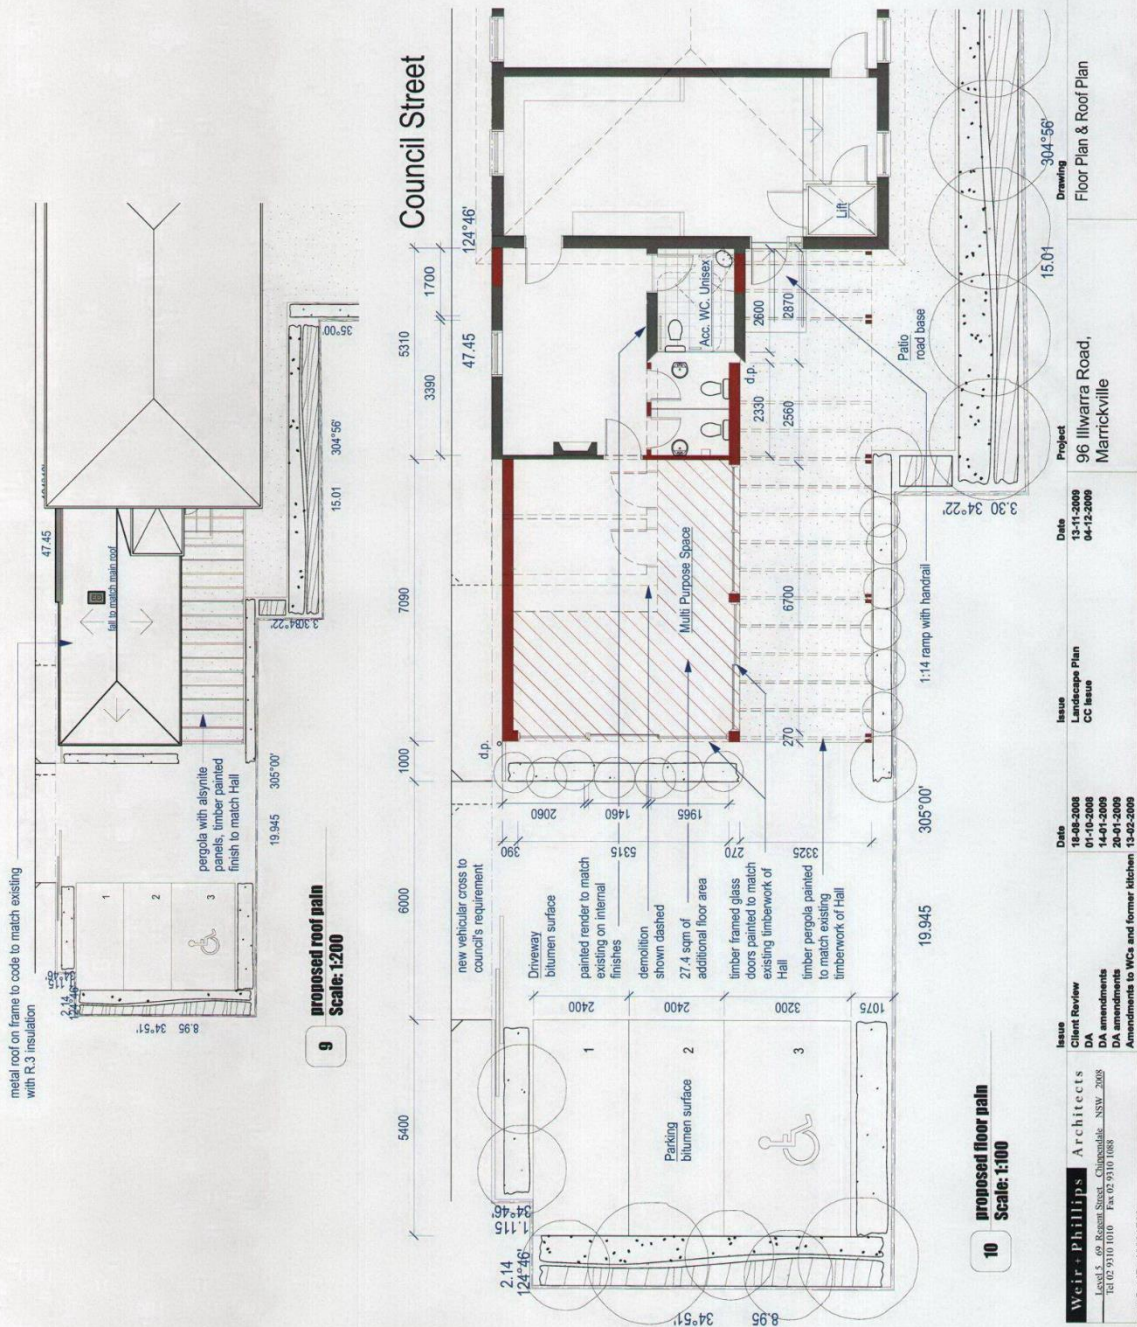 metal roof on frame to code to match existing
with R.3 insulation
47.45
fall to match main roof
35°00'
304°56'
15.01
3.30
34°22'
pergola with alsynite
panels, timber painted
finish to match Hall
305°00'
19.945
1
2
3
34°46'
1.115
2.14
124°46'
34°51'
8.95
9
proposed roof pain
Scale: 1:200
Council Street
124°46'
47.45
1700
5310
3390
7090
1000
6000
5400
new vehicular cross to
council's requirement
Driveway
bitumen surface
painted render to match
existing on internal
finishes
demolition
shown dashed
27.4 sqm of
additional floor area
timber framed glass
doors painted to match
existing timberwork of
Hall
timber pergola painted
to match existing
timberwork of Hall
d.p.
2060
1460
1965
390
5315
270
3325
2400
2400
3200
1075
Parking
bitumen surface
1
2
3
34°46'
1.115
2.14
124°46'
34°51'
8.95
Acc. WC. Unisex
Lift
Multi Purpose Space
d.p.
2600
2870
2330
2560
6700
270
Patio
road base
1:14 ramp with handrail
304°56'
15.01
3.30 34°22'
305°00'
19.945
10
proposed floor pain
Scale: 1:100
Weir + Phillips Architects
Level 5 69 Regent Street Chippendale NSW 2008
Tel 02 9310 1010 Fax 02 9310 1088
Issue
Client Review
DA
DA amendments
DA amendments
Amendments to WCs and former kitchen
Date
18-08-2008
01-10-2008
14-01-2009
20-01-2009
13-02-2009
Issue
Landscape Plan
CC Issue
Date
13-11-2009
04-12-2009
Project
96 Illwarra Road,
Marrickville
Drawing
Floor Plan & Roof Plan